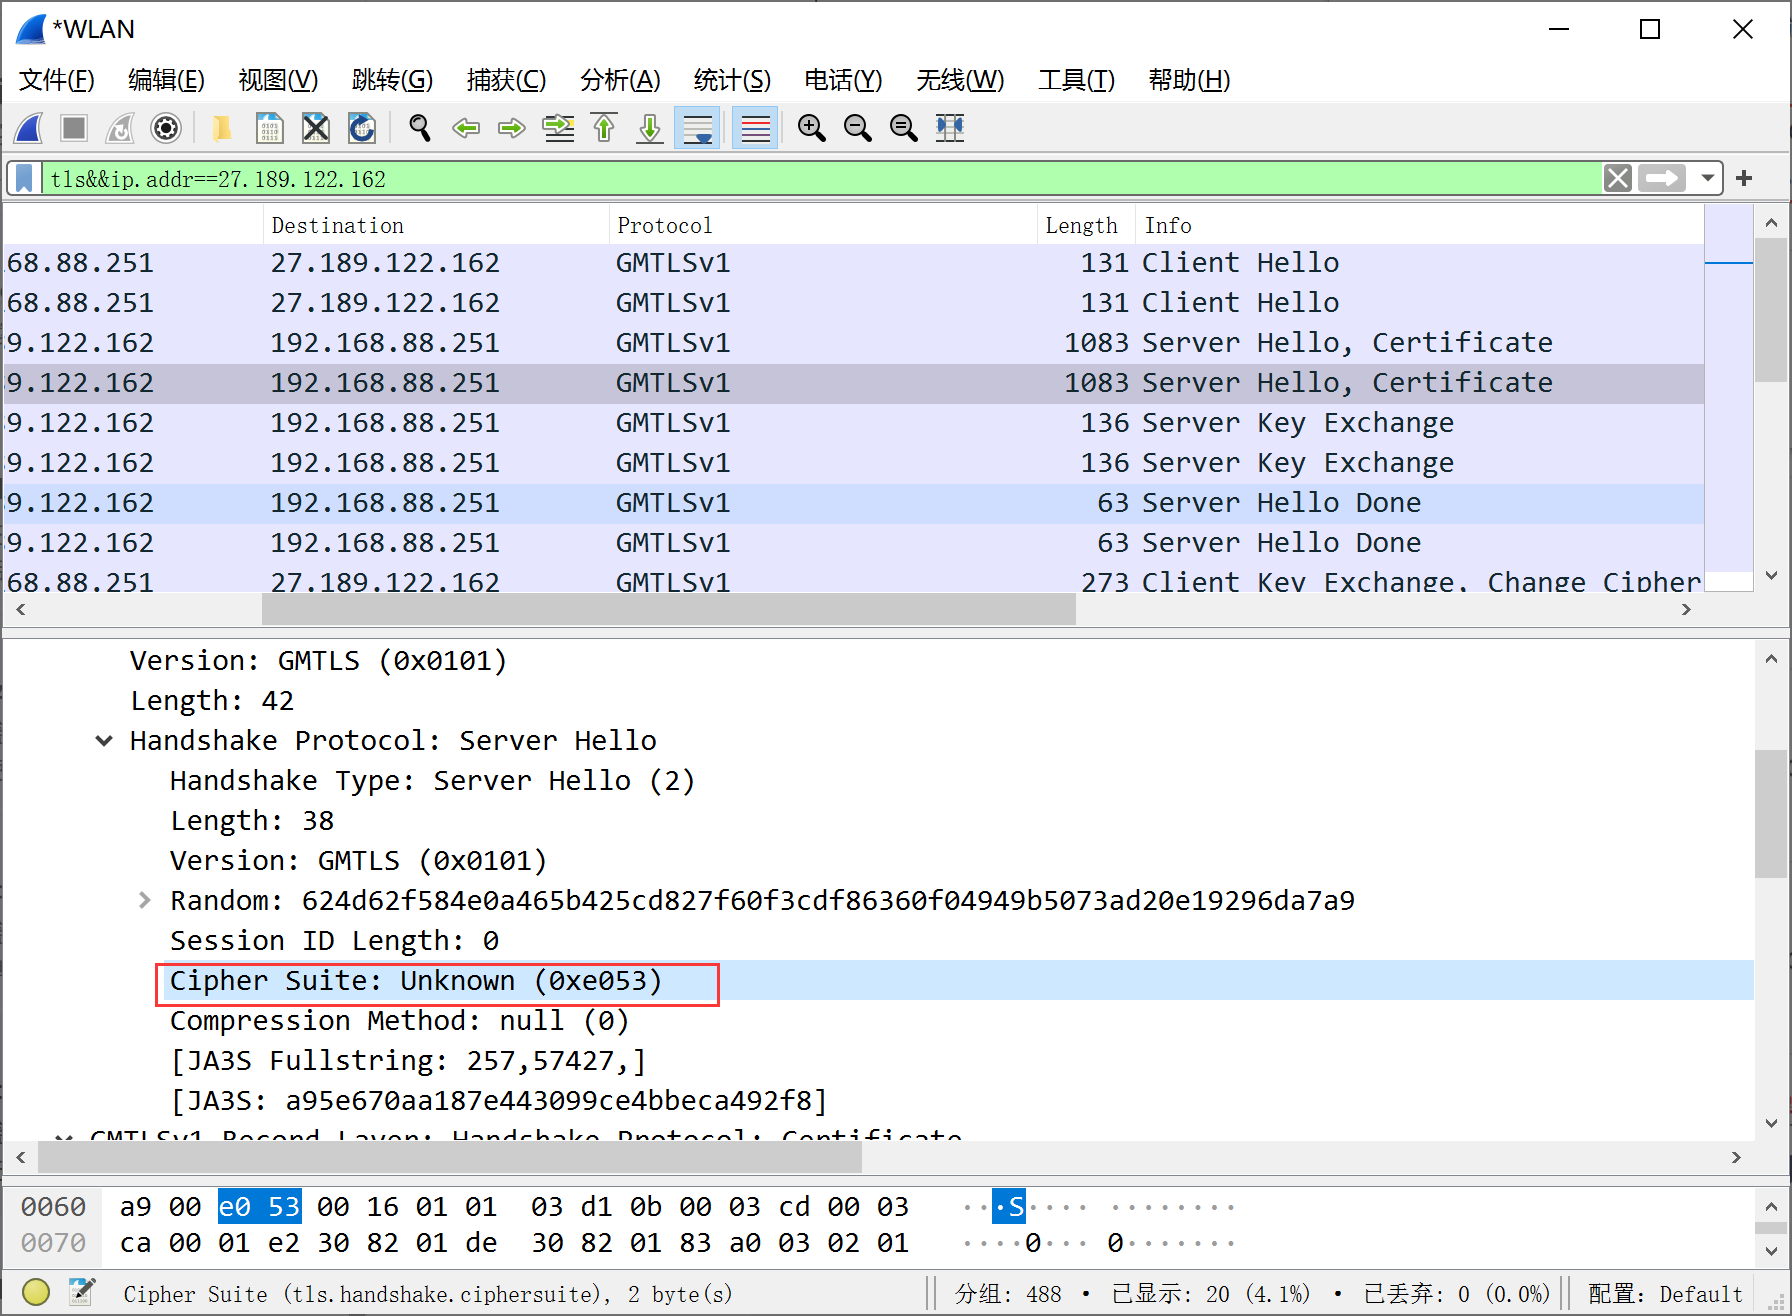 *WLAN
文件(F) 编辑(E) 视图(V) 跳转(G) 捕获(C) 分析(A) 统计(S) 电话(Y) 无线(W) 工具(T) 帮助(H)
tls&&ip.addr==27.189.122.162
Destination Protocol Length Info
68.88.251 27.189.122.162 GMTLSv1 131 Client Hello
68.88.251 27.189.122.162 GMTLSv1 131 Client Hello
9.122.162 192.168.88.251 GMTLSv1 1083 Server Hello, Certificate
9.122.162 192.168.88.251 GMTLSv1 1083 Server Hello, Certificate
9.122.162 192.168.88.251 GMTLSv1 136 Server Key Exchange
9.122.162 192.168.88.251 GMTLSv1 136 Server Key Exchange
9.122.162 192.168.88.251 GMTLSv1 63 Server Hello Done
9.122.162 192.168.88.251 GMTLSv1 63 Server Hello Done
68.88.251 27.189.122.162 GMTLSv1 273 Client Key Exchange, Change Cipher
Version: GMTLS (0x0101)
Length: 42
Handshake Protocol: Server Hello
Handshake Type: Server Hello (2)
Length: 38
Version: GMTLS (0x0101)
Random: 624d62f584e0a465b425cd827f60f3cdf86360f04949b5073ad20e19296da7a9
Session ID Length: 0
Cipher Suite: Unknown (0xe053)
Compression Method: null (0)
[JA3S Fullstring: 257,57427,]
[JA3S: a95e670aa187e443099ce4bbeca492f8]
GMTLSv1 Record Layer: Handshake Protocol: Certificate
0060 a9 00 e0 53 00 16 01 01 03 d1 0b 00 03 cd 00 03 ···S···· ········
0070 ca 00 01 e2 30 82 01 de 30 82 01 83 a0 03 02 01 ····0··· 0·······
Cipher Suite (tls.handshake.ciphersuite), 2 byte(s) 分组: 488 · 已显示: 20 (4.1%) · 已丢弃: 0 (0.0%) 配置: Default